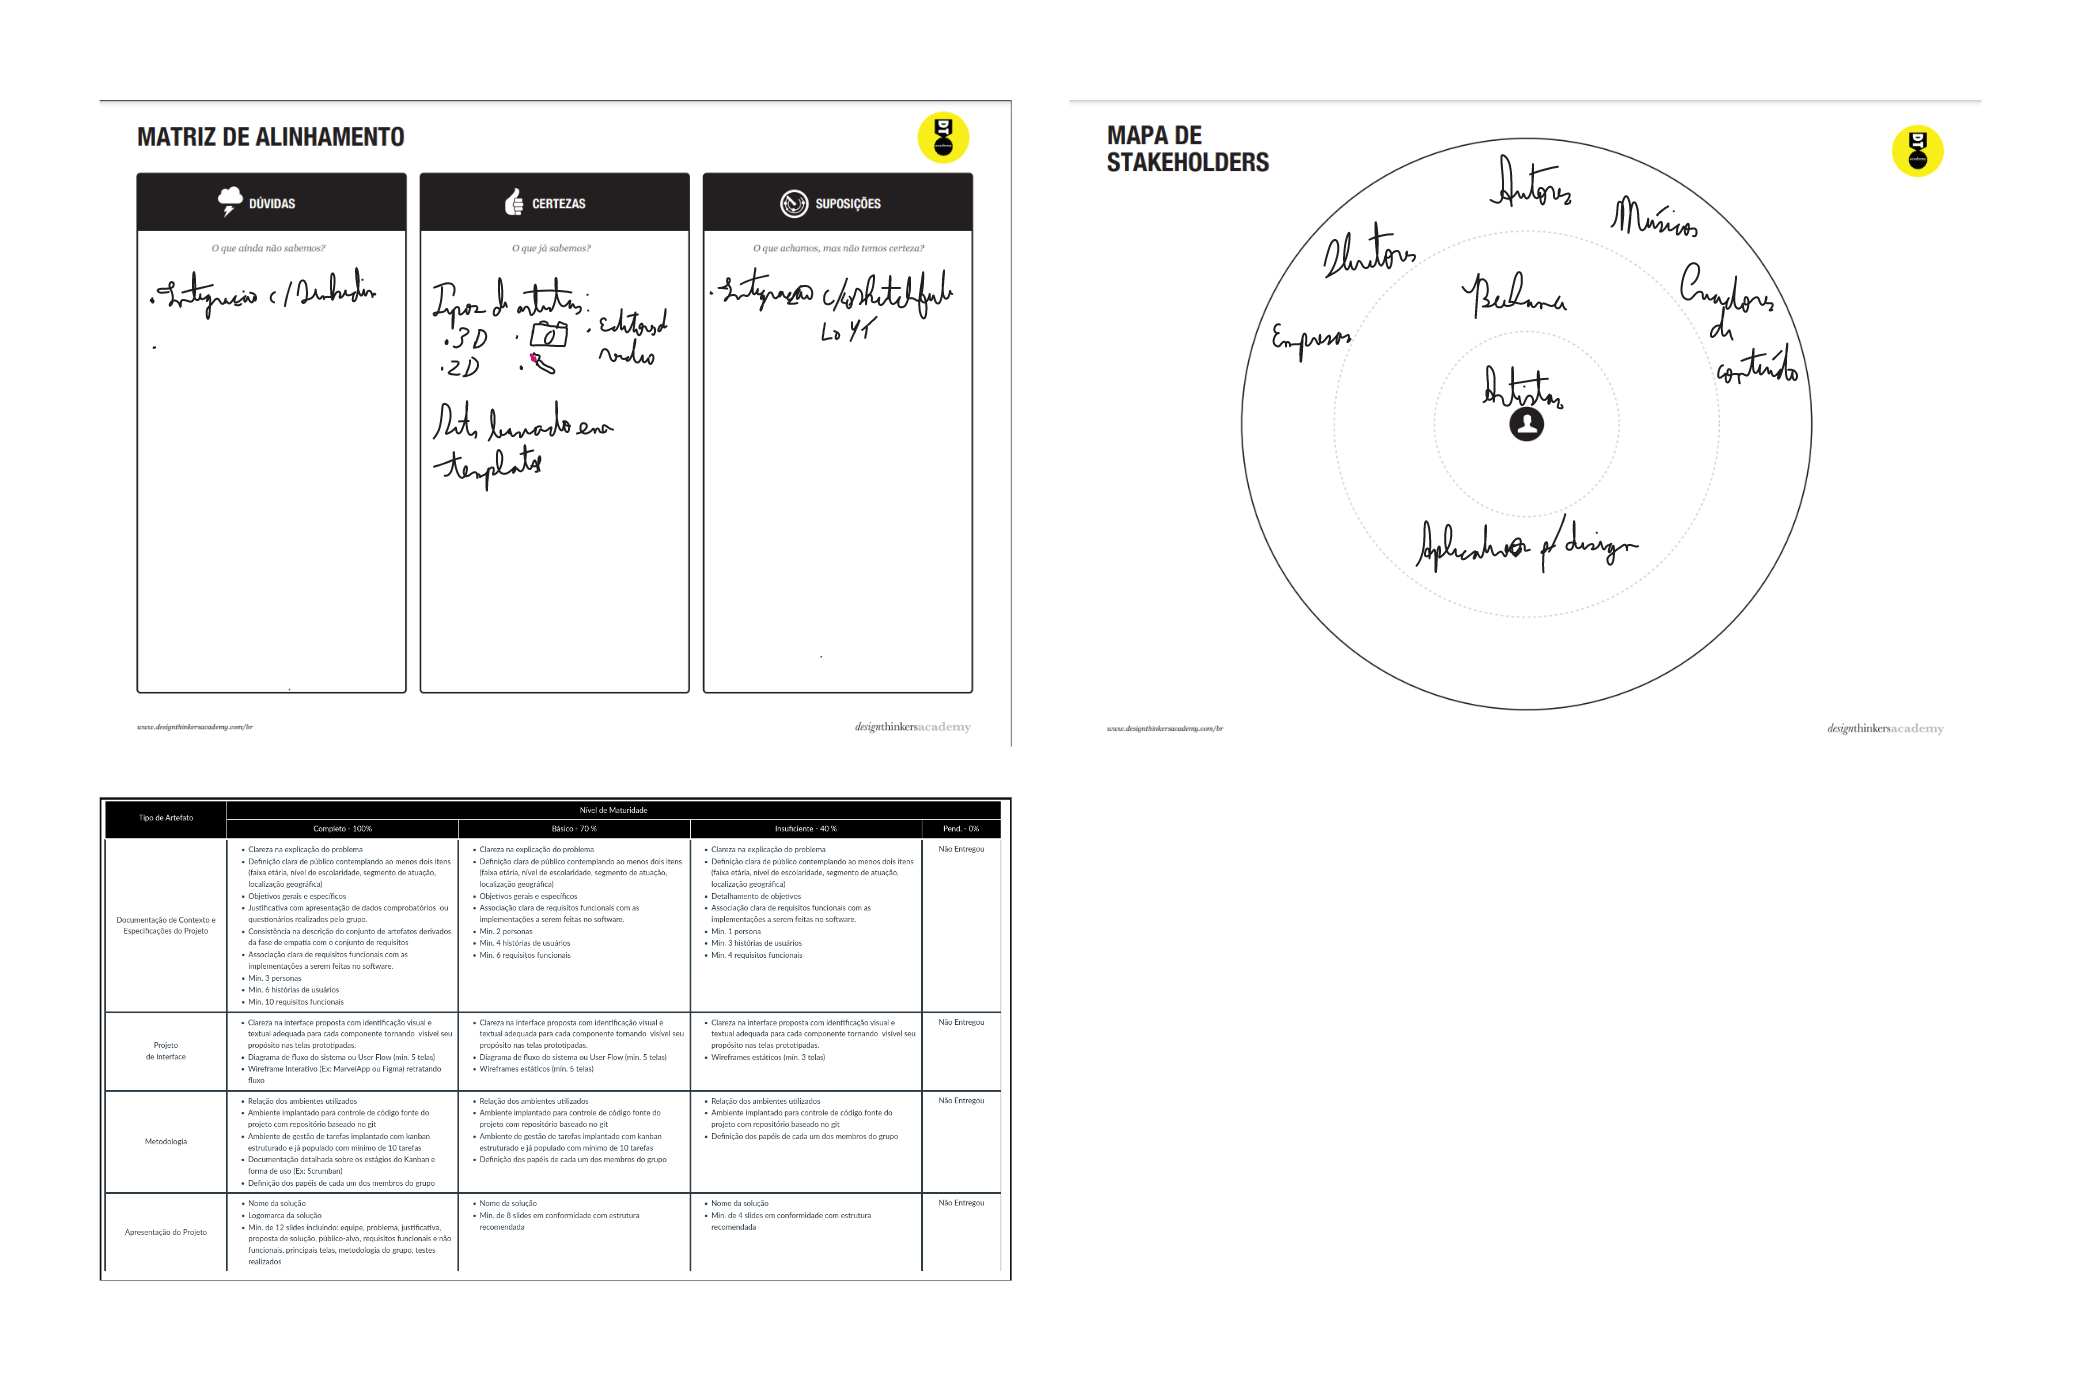 MATRIZ DE ALINHAMENTO
DT
academy
DÚVIDAS
O que ainda não sabemos?
• Integração c/ Linkedin
•
CERTEZAS
O que já sabemos?
Tipos de artistas:
• 3D
• 2D
• Editores d
vídeo
Port. baseado em
templates
SUPOSIÇÕES
O que achamos, mas não temos certeza?
• Integração c/ o Sketchfab
Lo YT
www.designthinkersacademy.com/br
designthinkersacademy
MAPA DE
STAKEHOLDERS
DT
academy
Autores
Músicos
Diretores
Behance
Criadores
de
contéudo
Empresas
Artistas
Aplicativos p/ design
www.designthinkersacademy.com/br
designthinkersacademy
Tipo de Artefato
Nível de Maturidade
Completo - 100%
Básico - 70 %
Insuficiente - 40 %
Pend. - 0%
Documentação de Contexto e
Especificações do Projeto
• Clareza na explicação do problema
• Definição clara de público contemplando ao menos dois itens
(faixa etária, nível de escolaridade, segmento de atuação,
localização geográfica)
• Objetivos gerais e específicos
• Justificativa com apresentação de dados comprobatórios ou
questionários realizados pelo grupo.
• Consistência na descrição do conjunto de artefatos derivados
da fase de empatia com o conjunto de requisitos
• Associação clara de requisitos funcionais com as
implementações a serem feitas no software.
• Min. 3 personas
• Min. 6 histórias de usuários
• Min. 10 requisitos funcionais
• Clareza na explicação do problema
• Definição clara de público contemplando ao menos dois itens
(faixa etária, nível de escolaridade, segmento de atuação,
localização geográfica)
• Objetivos gerais e específicos
• Associação clara de requisitos funcionais com as
implementações a serem feitas no software.
• Min. 2 personas
• Min. 4 histórias de usuários
• Min. 6 requisitos funcionais
• Clareza na explicação do problema
• Definição clara de público contemplando ao menos dois itens
(faixa etária, nível de escolaridade, segmento de atuação,
localização geográfica)
• Detalhamento de objetivos
• Associação clara de requisitos funcionais com as
implementações a serem feitas no software.
• Min. 1 persona
• Min. 3 histórias de usuários
• Min. 4 requisitos funcionais
Não Entregou
Projeto
de Interface
• Clareza na interface proposta com identificação visual e
textual adequada para cada componente tornando visível seu
propósito nas telas prototipadas.
• Diagrama de fluxo do sistema ou User Flow (min. 5 telas)
• Wireframe Interativo (Ex: MarvelApp ou Figma) retratando
fluxo
• Clareza na interface proposta com identificação visual e
textual adequada para cada componente tornando visível seu
propósito nas telas prototipadas.
• Diagrama de fluxo do sistema ou User Flow (min. 5 telas)
• Wireframes estáticos (min. 5 telas)
• Clareza na interface proposta com identificação visual e
textual adequada para cada componente tornando visível seu
propósito nas telas prototipadas.
• Wireframes estáticos (mín. 3 telas)
Não Entregou
Metodologia
• Relação dos ambientes utilizados
• Ambiente implantado para controle de código fonte do
projeto com repositório baseado no git
• Ambiente de gestão de tarefas implantado com kanban
estruturado e já populado com mínimo de 10 tarefas
• Documentação detalhada sobre os estágios do Kanban e
forma de uso (Ex: Scrumban)
• Definição dos papéis de cada um dos membros do grupo
• Relação dos ambientes utilizados
• Ambiente implantado para controle de código fonte do
projeto com repositório baseado no git
• Ambiente de gestão de tarefas implantado com kanban
estruturado e já populado com mínimo de 10 tarefas
• Definição dos papéis de cada um dos membros do grupo
• Relação dos ambientes utilizados
• Ambiente implantado para controle de código fonte do
projeto com repositório baseado no git
• Definição dos papéis de cada um dos membros do grupo
Não Entregou
Apresentação do Projeto
• Nome da solução
• Logomarca da solução
• Min. de 12 slides incluindo: equipe, problema, justificativa,
proposta de solução, público-alvo, requisitos funcionais e não
funcionais, principais telas, metodologia do grupo, testes
realizados
• Nome da solução
• Min. de 8 slides em conformidade com estrutura
recomendada
• Nome da solução
• Min. de 4 slides em conformidade com estrutura
recomendada
Não Entregou